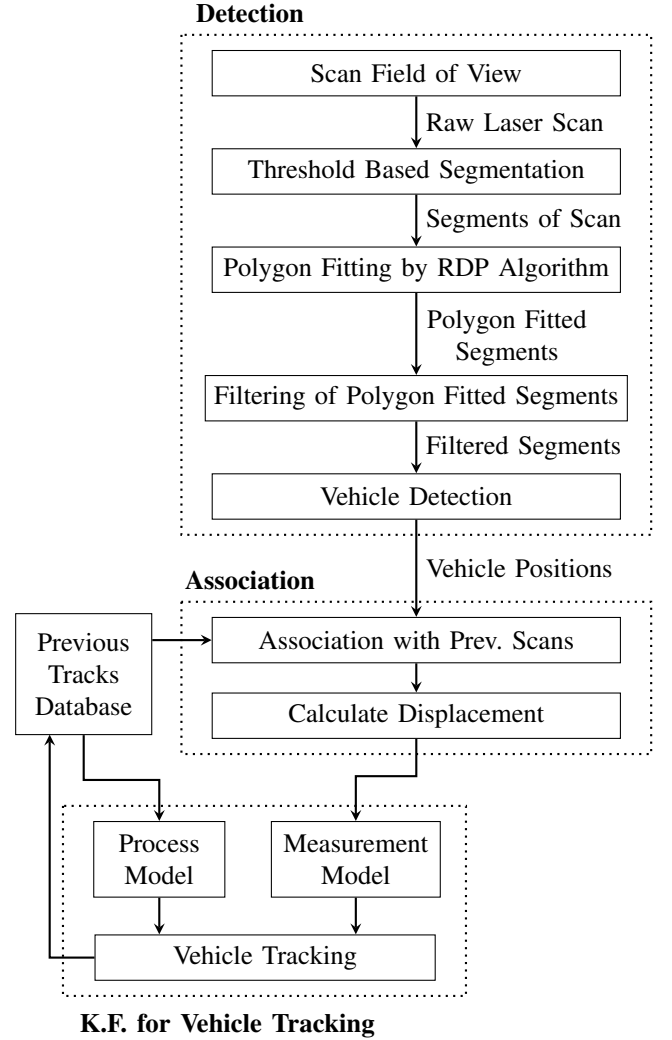 Detection
Scan Field of View
Raw Laser Scan
Threshold Based Segmentation
Segments of Scan
Polygon Fitting by RDP Algorithm
Polygon Fitted
Segments
Filtering of Polygon Fitted Segments
Filtered Segments
Vehicle Detection
Vehicle Positions
Association
Previous
Tracks
Database
Association with Prev. Scans
Calculate Displacement
Process
Model
Measurement
Model
Vehicle Tracking
K.F. for Vehicle Tracking